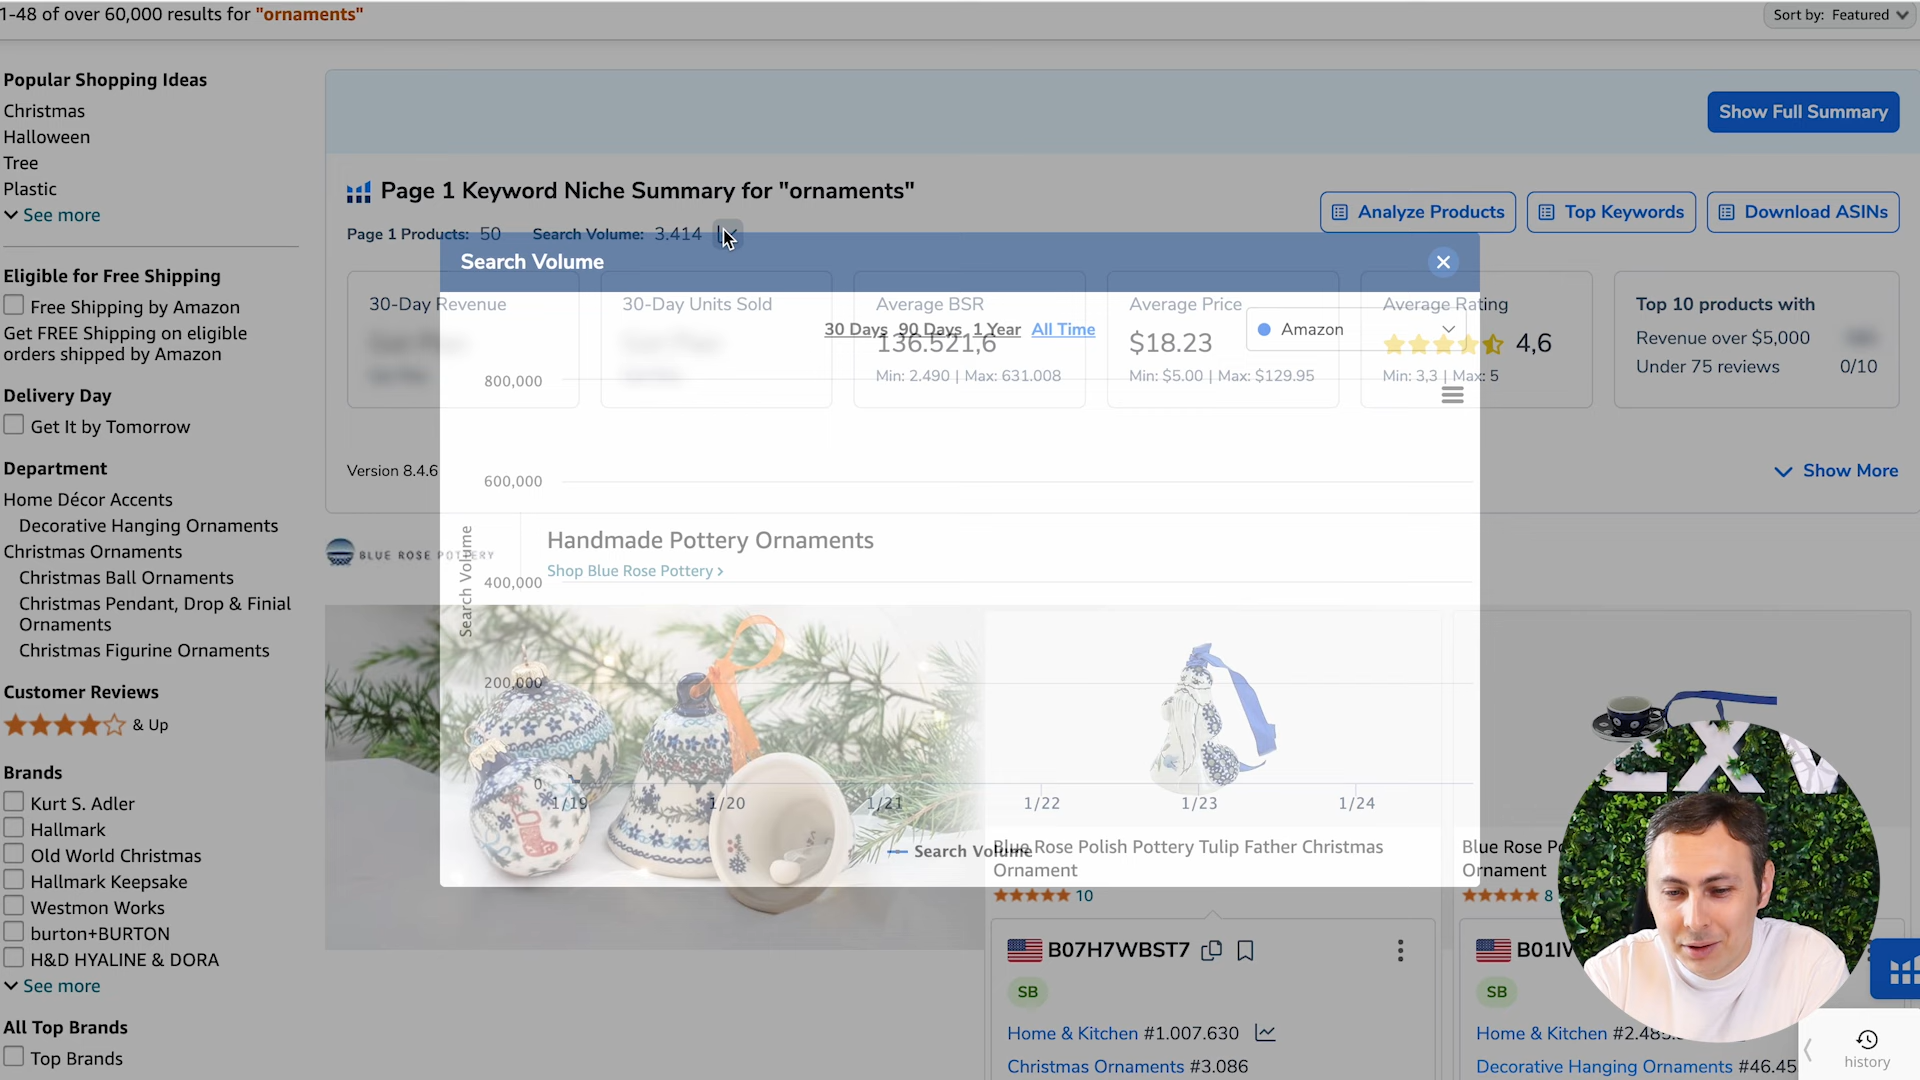 1-48 of over 60,000 results for "ornaments"
Sort by: Featured
Popular Shopping Ideas
Christmas
Halloween
Tree
Plastic
See more
Eligible for Free Shipping
Free Shipping by Amazon
Get FREE Shipping on eligible
orders shipped by Amazon
Delivery Day
Get It by Tomorrow
Department
Home Décor Accents
Decorative Hanging Ornaments
Christmas Ornaments
Christmas Ball Ornaments
Christmas Pendant, Drop & Finial
Ornaments
Christmas Figurine Ornaments
Customer Reviews
& Up
Brands
Kurt S. Adler
Hallmark
Old World Christmas
Hallmark Keepsake
Westmon Works
burton+BURTON
H&D HYALINE & DORA
See more
All Top Brands
Top Brands
Show Full Summary
Page 1 Keyword Niche Summary for "ornaments"
Analyze Products
Top Keywords
Download ASINs
Page 1 Products: 50
Search Volume: 3.414
Search Volume
30-Day Revenue
30-Day Units Sold
Average BSR
136.521,6
Min: 2.490 | Max: 631.008
Average Price
$18.23
Min: $5.00 | Max: $129.95
Average Rating
4,6
Min: 3,3 | Max: 5
Top 10 products with
Revenue over $5,000
Under 75 reviews 0/10
30 Days 90 Days 1 Year All Time
Amazon
Version 8.4.6
Show More
800,000
600,000
400,000
200,000
0
Search Volume
1/19
1/20
1/21
1/22
1/23
1/24
Search Volume
BLUE ROSE POTTERY
Handmade Pottery Ornaments
Shop Blue Rose Pottery ›
Blue Rose Polish Pottery Tulip Father Christmas
Ornament
10
B07H7WBST7
SB
Home & Kitchen #1.007.630
Christmas Ornaments #3.086
Blue Rose
Ornament
8
SB
Home & Kitchen
Decorative Hanging Ornaments #46.45
history